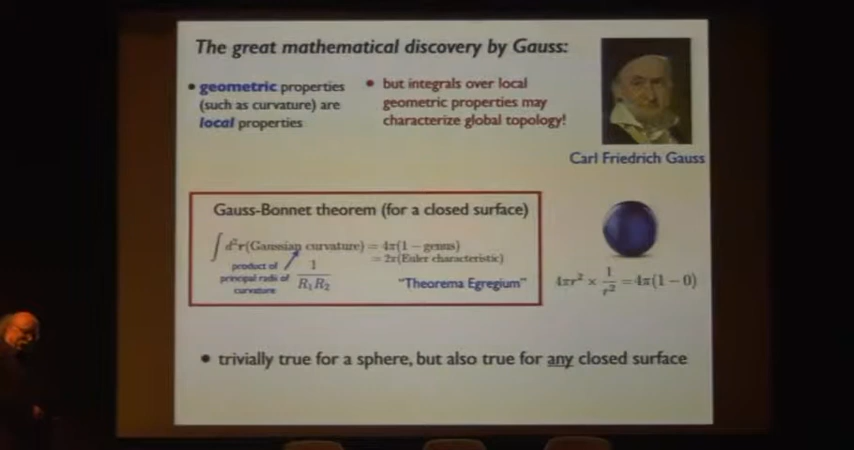 The great mathematical discovery by Gauss:
• geometric properties
(such as curvature) are
local properties
• but integrals over local
geometric properties may
characterize global topology!
Carl Friedrich Gauss
Gauss-Bonnet theorem (for a closed surface)
∫ d²r(Gaussian curvature) = 4π(1 − genus)
= 2π(Euler characteristic)
product of
principal radii of
curvature
1
R₁R₂
"Theorema Egregium"
4πr² × 1/r² = 4π(1 − 0)
• trivially true for a sphere, but also true for any closed surface